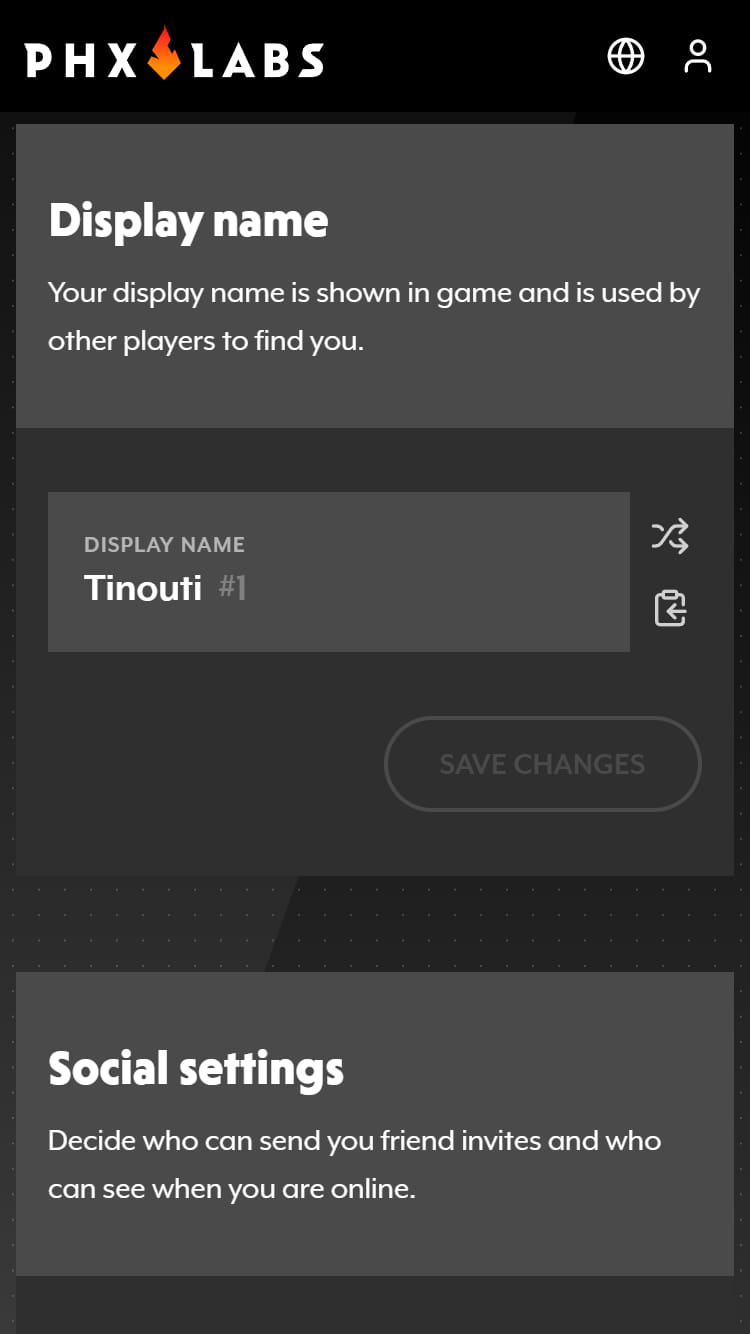 PHX LABS
Display name
Your display name is shown in game and is used by
other players to find you.
DISPLAY NAME
Tinouti #1
SAVE CHANGES
Social settings
Decide who can send you friend invites and who
can see when you are online.